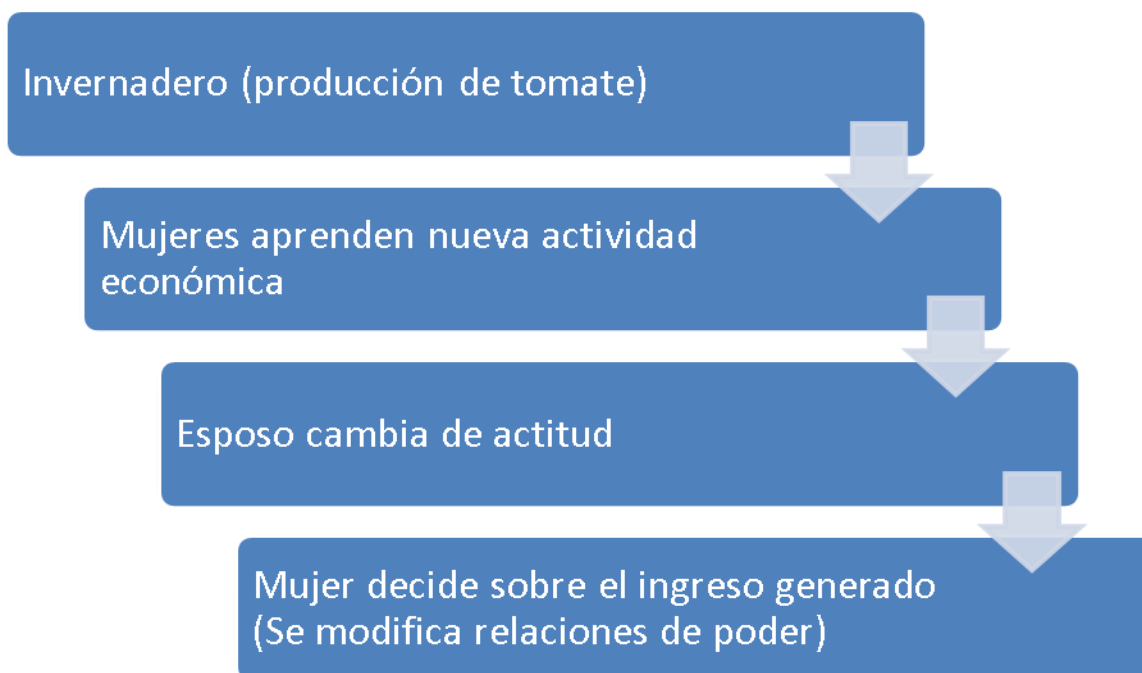 Invernadero (producción de tomate)
Mujeres aprenden nueva actividad
económica
Esposo cambia de actitud
Mujer decide sobre el ingreso generado
(Se modifica relaciones de poder)